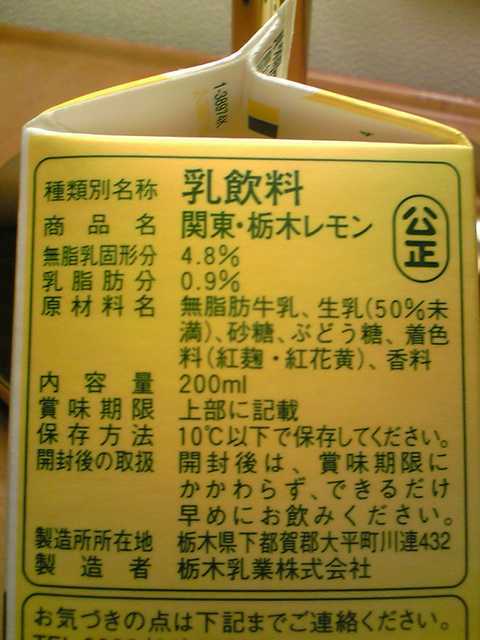 種類別名称 乳飲料
商品名 関東・栃木レモン
公正
無脂乳固形分 4.8%
乳脂肪分 0.9%
原材料名 無脂肪牛乳、生乳(50%未
満)、砂糖、ぶどう糖、着色
料(紅麹・紅花黄)、香料
内容量 200ml
賞味期限 上部に記載
保存方法 10℃以下で保存してください。
開封後の取扱 開封後は、賞味期限に
かかわらず、できるだけ
早めにお飲みください。
製造所所在地 栃木県下都賀郡大平町川連432
製造者 栃木乳業株式会社
お気づきの点は下記までご連絡ください。